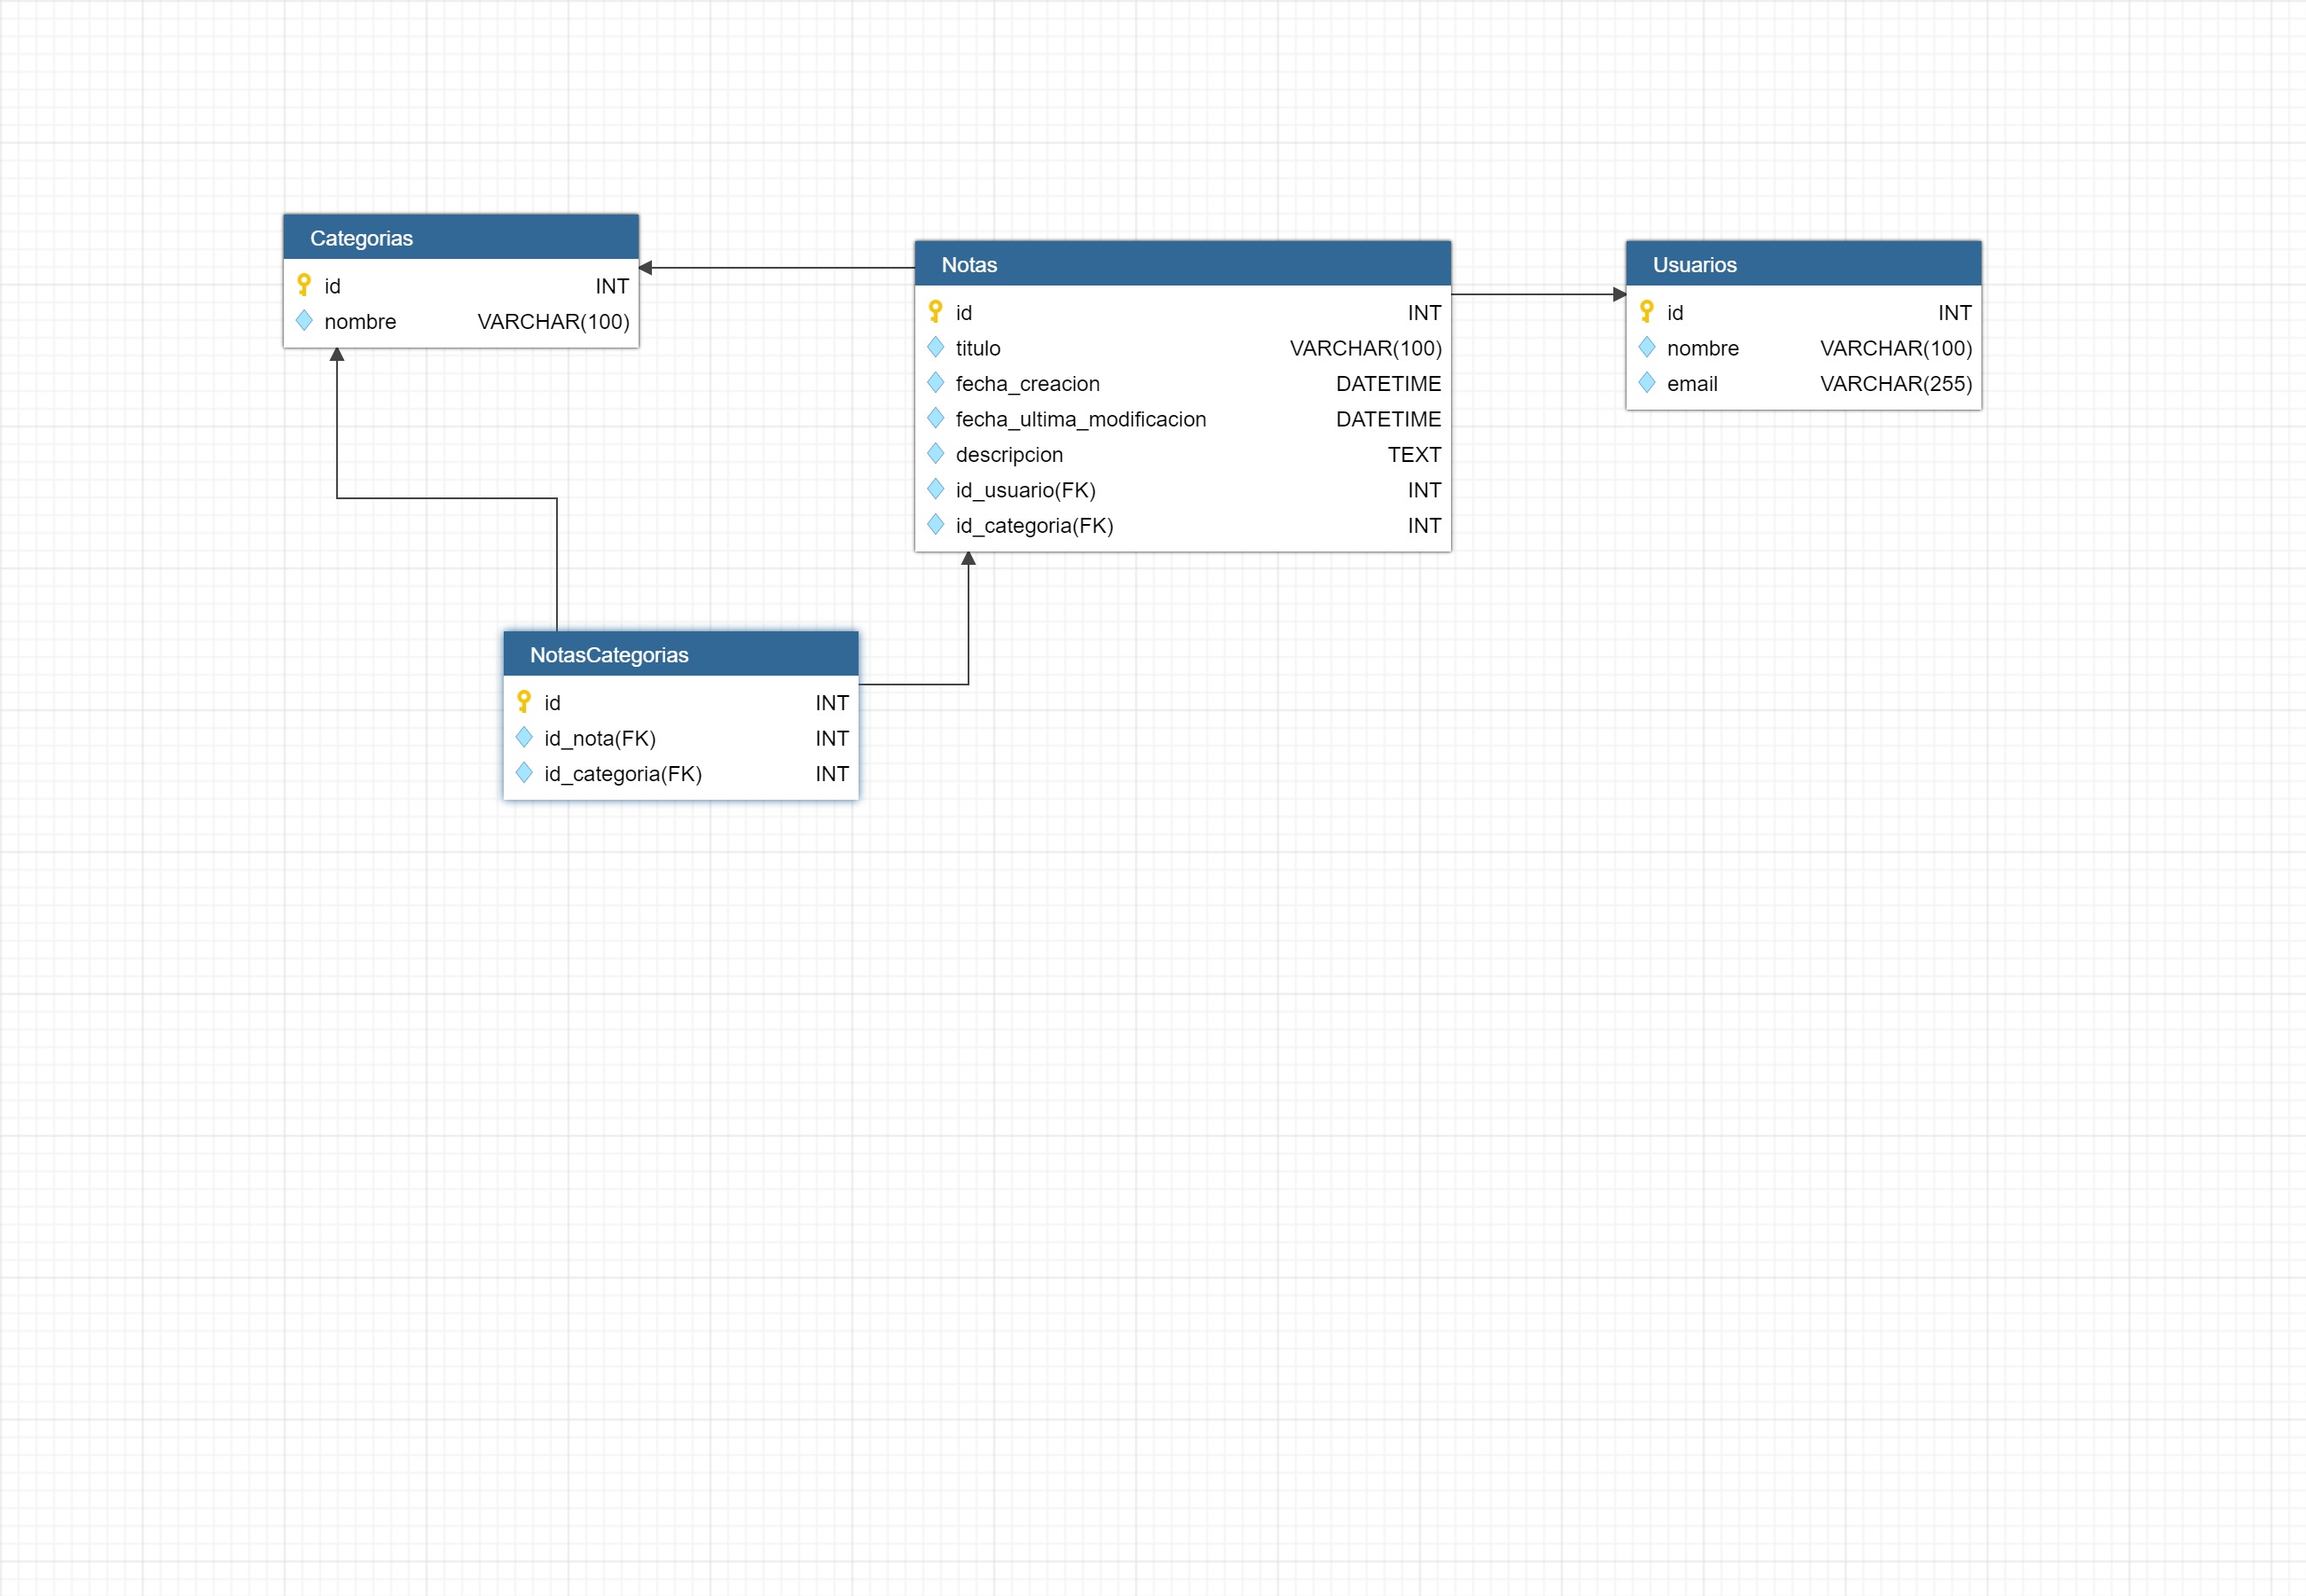 Categorias
id INT
nombre VARCHAR(100)
Notas
id INT
titulo VARCHAR(100)
fecha_creacion DATETIME
fecha_ultima_modificacion DATETIME
descripcion TEXT
id_usuario(FK) INT
id_categoria(FK) INT
Usuarios
id INT
nombre VARCHAR(100)
email VARCHAR(255)
NotasCategorias
id INT
id_nota(FK) INT
id_categoria(FK) INT